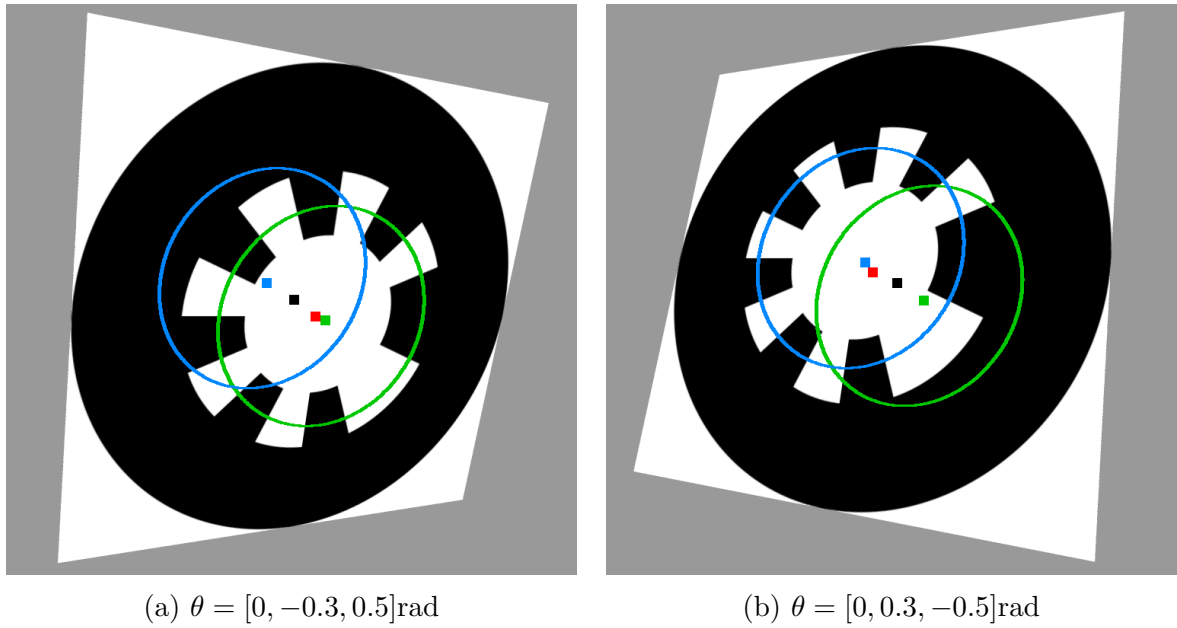 (a) θ = [0, −0.3, 0.5]rad
(b) θ = [0, 0.3, −0.5]rad